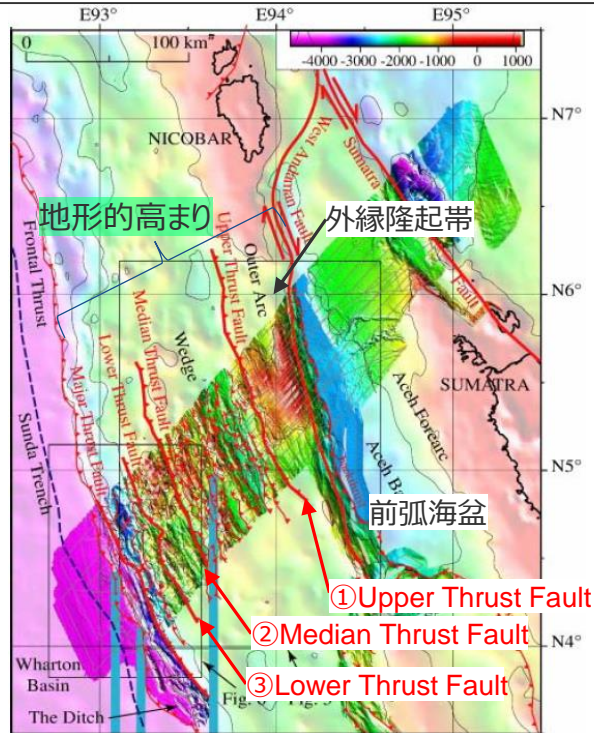 E93° E94° E95°
0 100 km
-4000 -3000 -2000 -1000 0 1000
N7°
NICOBAR
West Andaman Fault
Sumatra
Fault
地形的高まり
外縁隆起帯
Frontal Thrust
Upper Thrust Fault
Outer Arc
N6°
Median Thrust Fault
Wedge
Lower Thrust Fault
Major Thrust Fault
SUMATRA
Sunda Trench
Aceh Forearc
N5°
前弧海盆
①Upper Thrust Fault
②Median Thrust Fault
N4°
③Lower Thrust Fault
Wharton
Basin
The Ditch